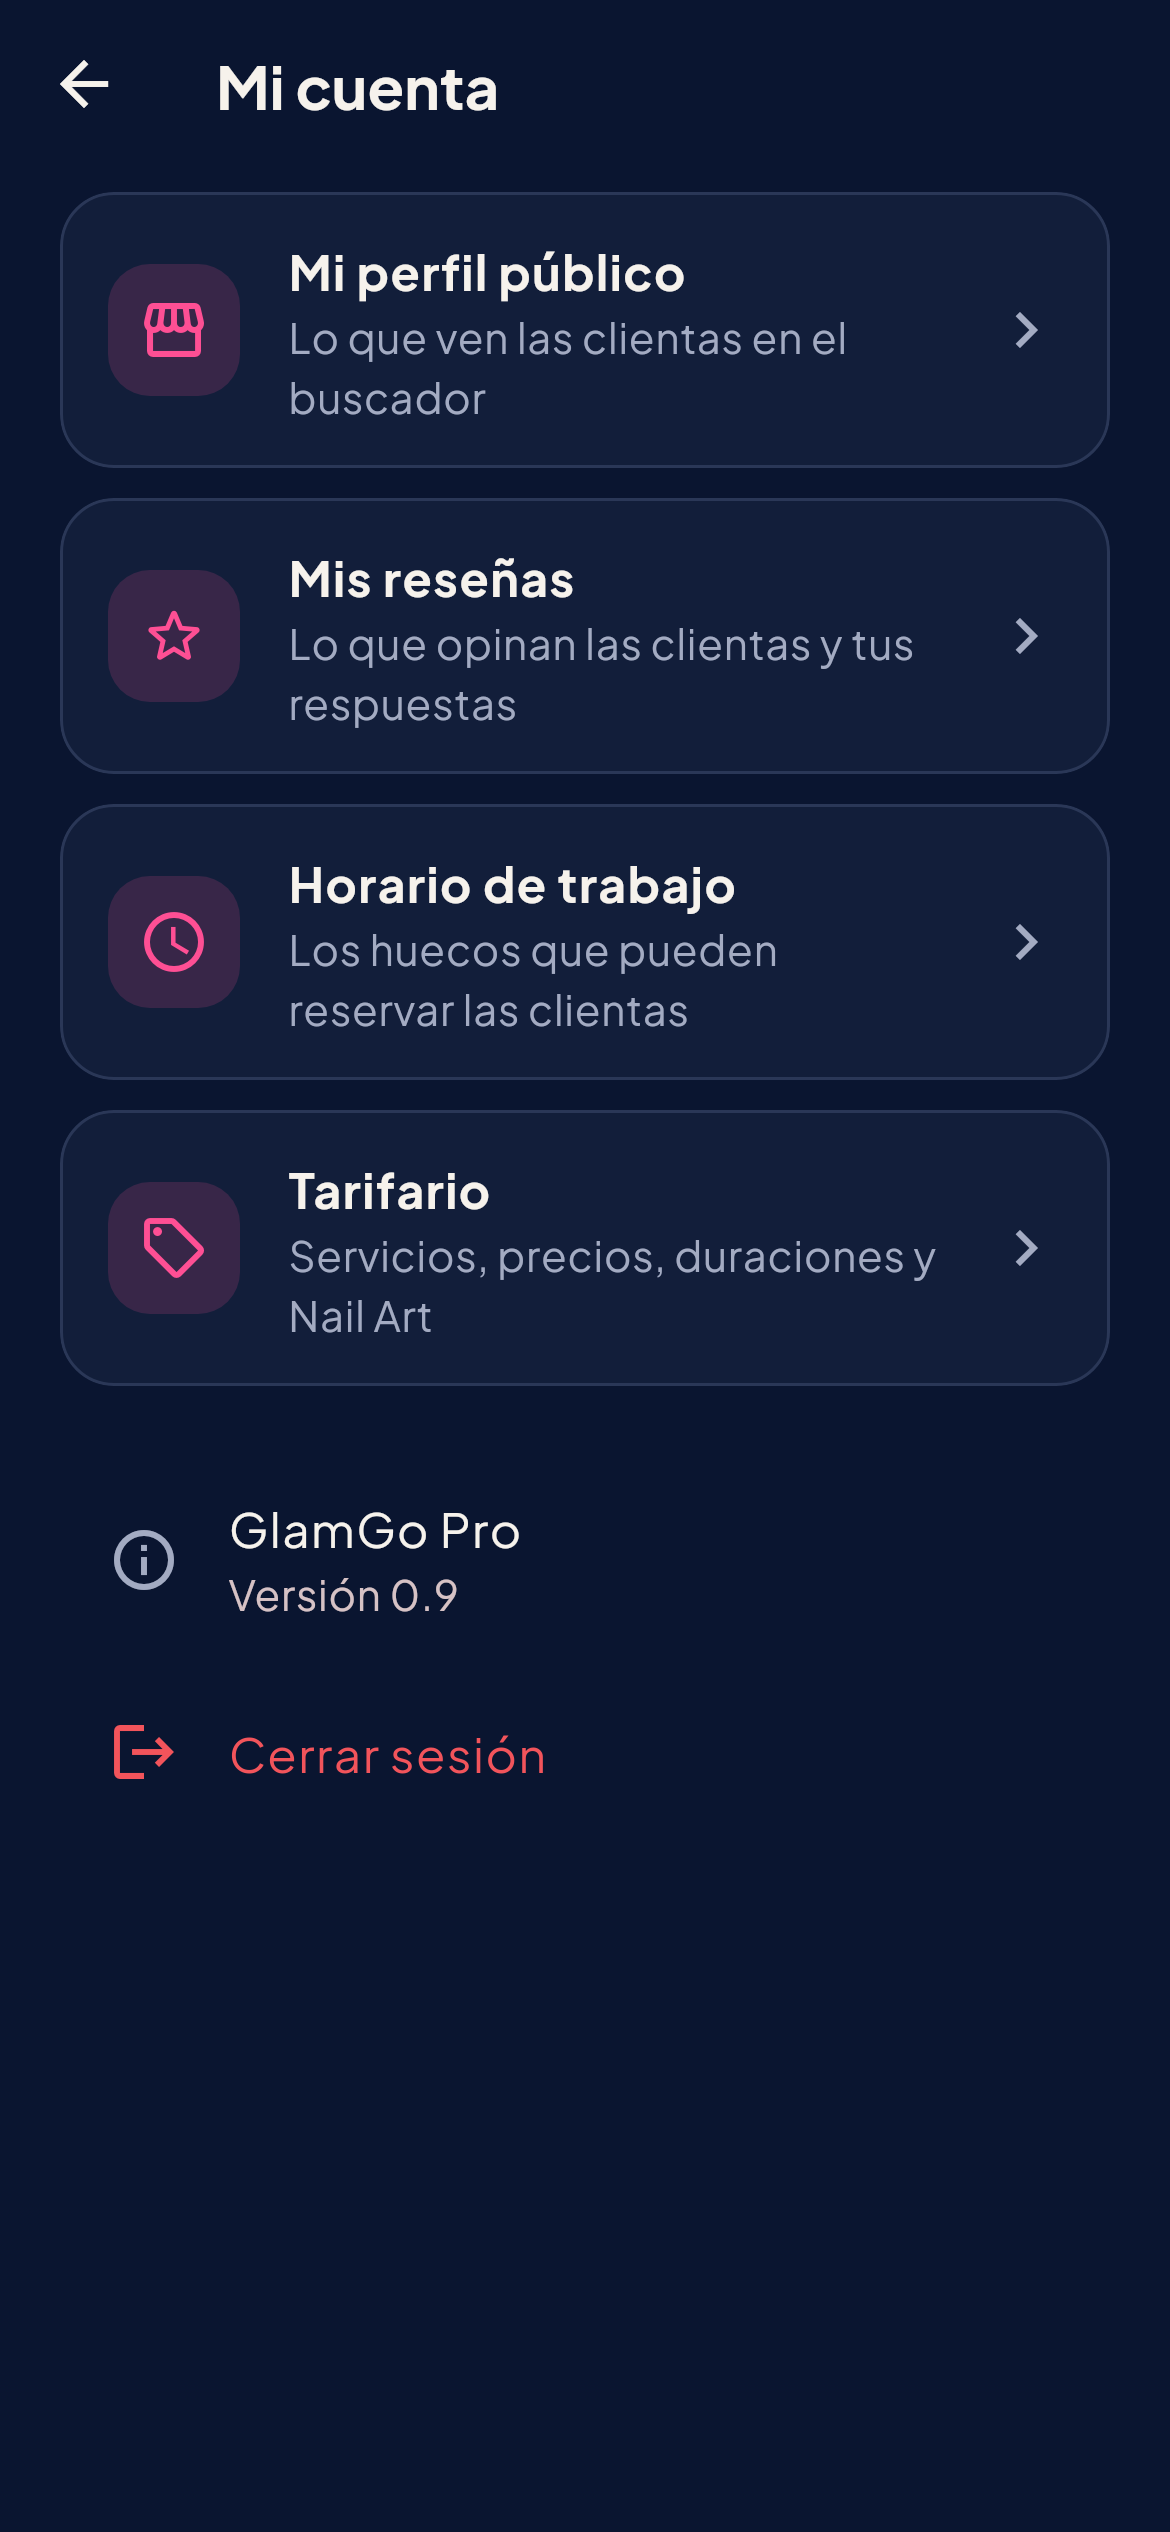 Mi cuenta
Mi perfil público
Lo que ven las clientas en el
buscador
Mis reseñas
Lo que opinan las clientas y tus
respuestas
Horario de trabajo
Los huecos que pueden
reservar las clientas
Tarifario
Servicios, precios, duraciones y
Nail Art
GlamGo Pro
Versión 0.9
Cerrar sesión